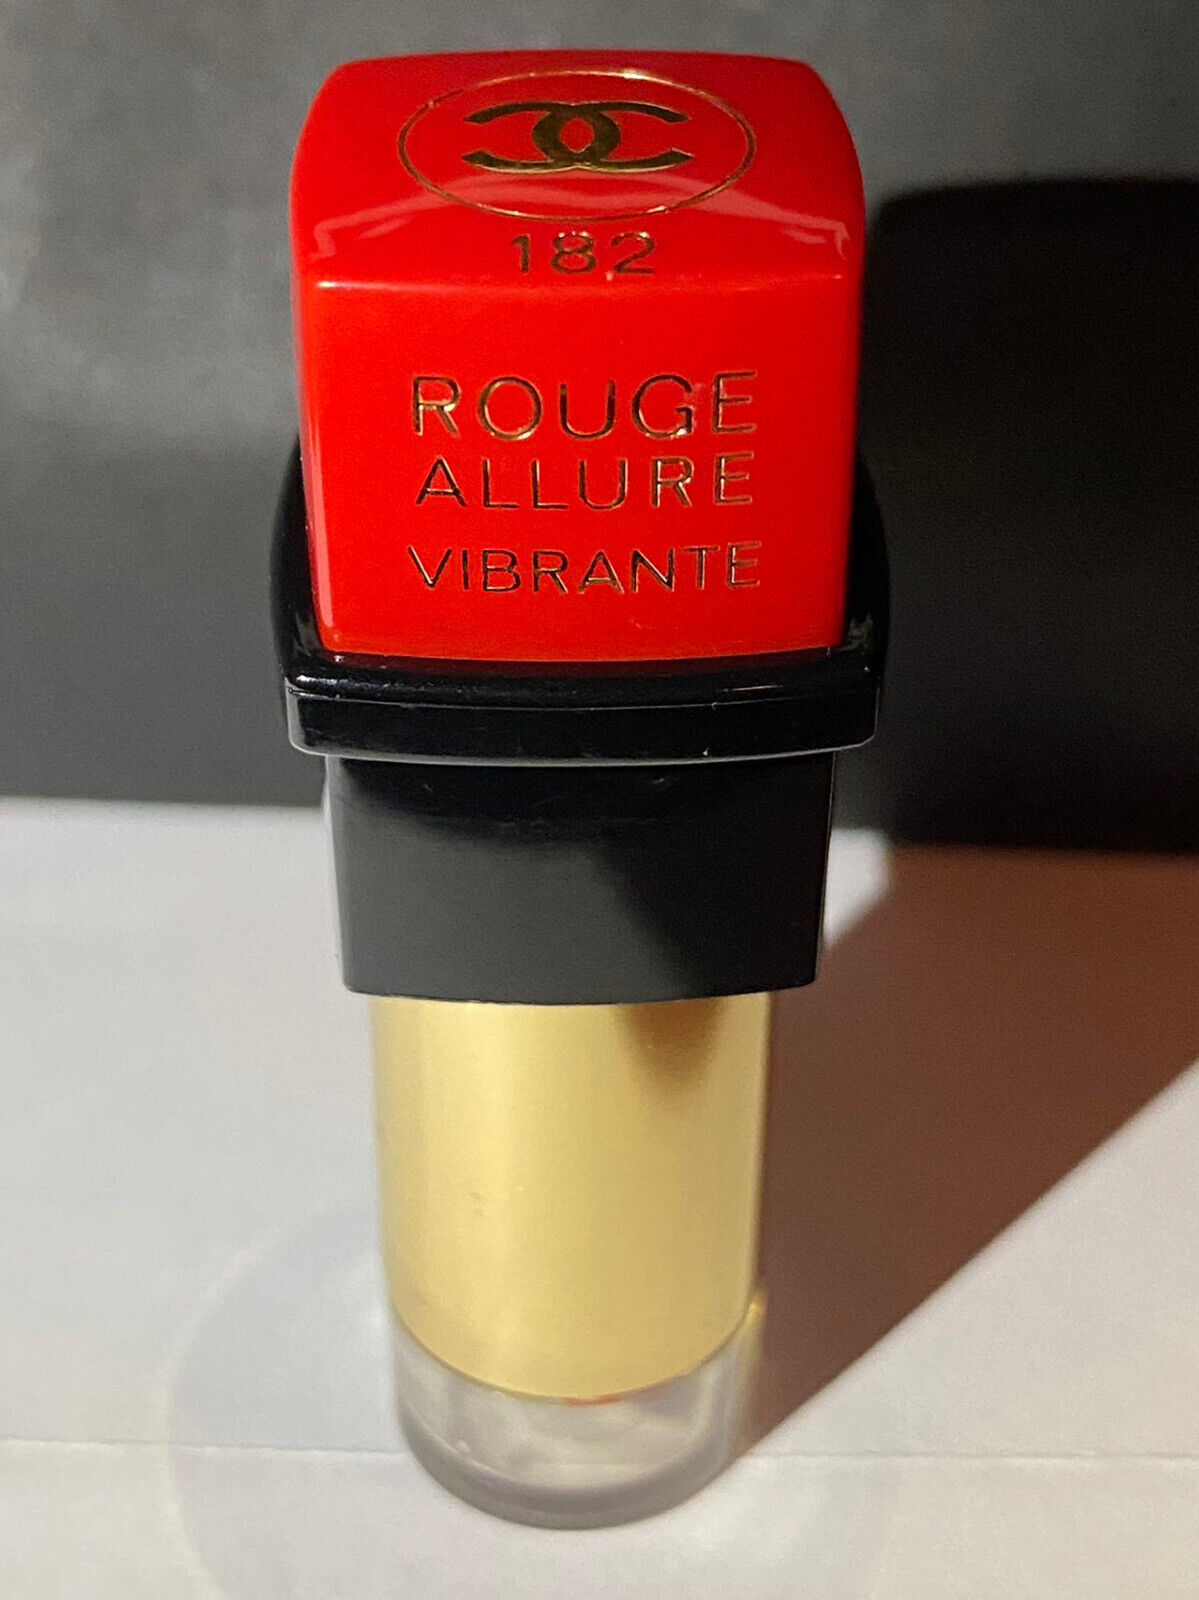 182
ROUGE
ALLURE
VIBRANTE